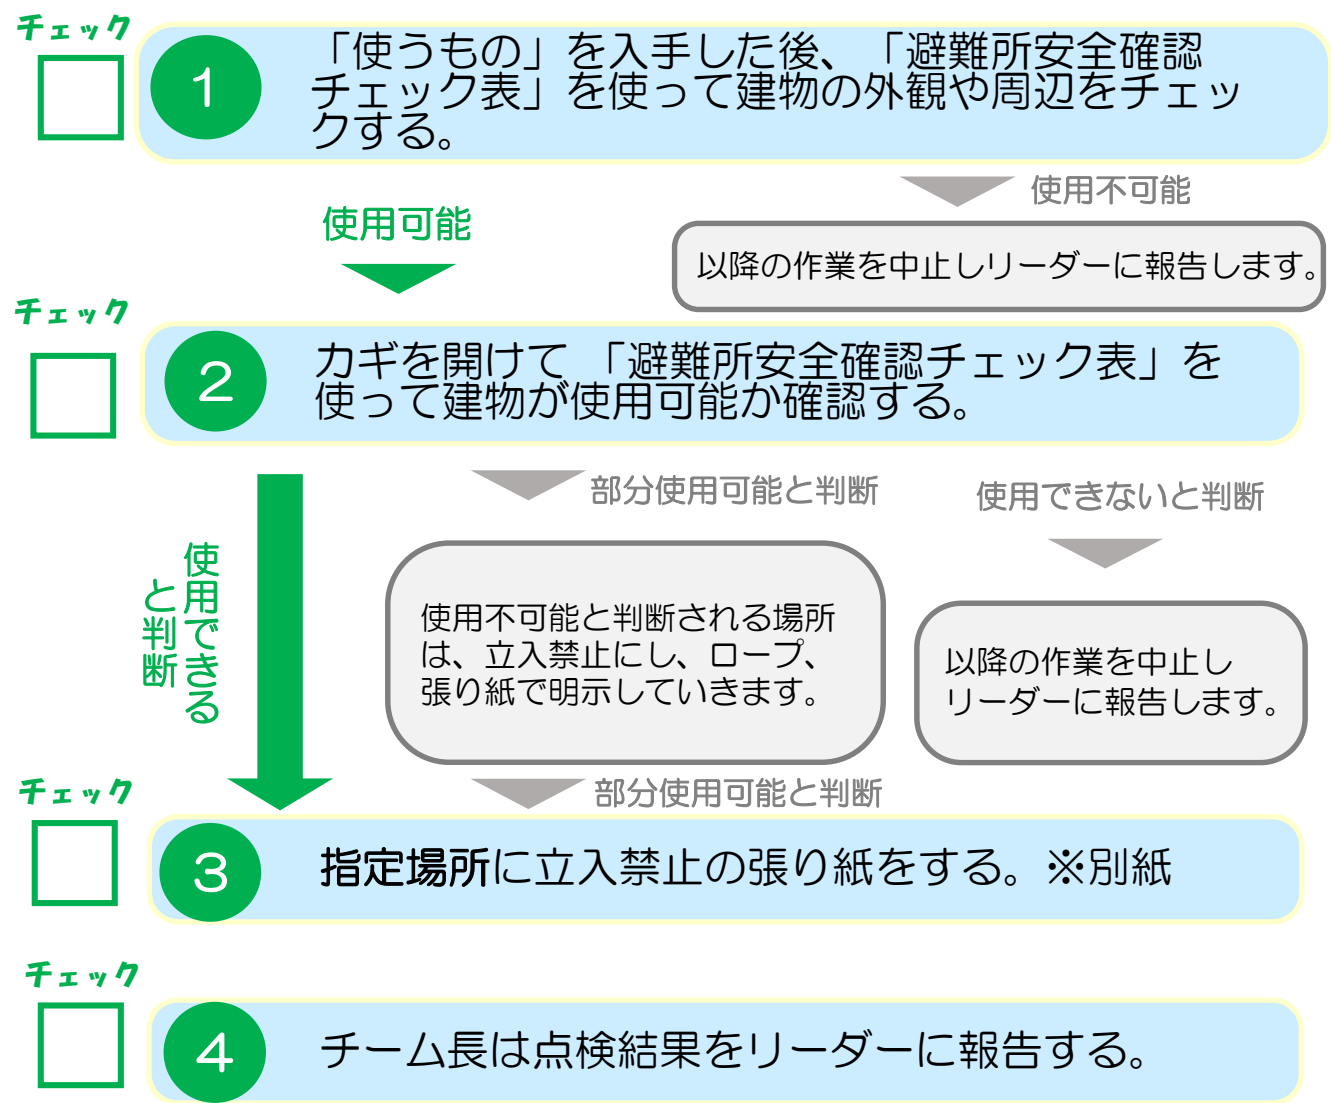 チェック
1
「使うもの」を入手した後、「避難所安全確認
チェック表」を使って建物の外観や周辺をチェッ
クする。
使用不可能
使用可能
以降の作業を中止しリーダーに報告します。
チェック
2
カギを開けて 「避難所安全確認チェック表」を
使って建物が使用可能か確認する。
部分使用可能と判断
使用できないと判断
使用できる
と判断
使用不可能と判断される場所
は、立入禁止にし、ロープ、
張り紙で明示していきます。
以降の作業を中止し
リーダーに報告します。
部分使用可能と判断
チェック
3
指定場所に立入禁止の張り紙をする。※別紙
チェック
4
チーム長は点検結果をリーダーに報告する。